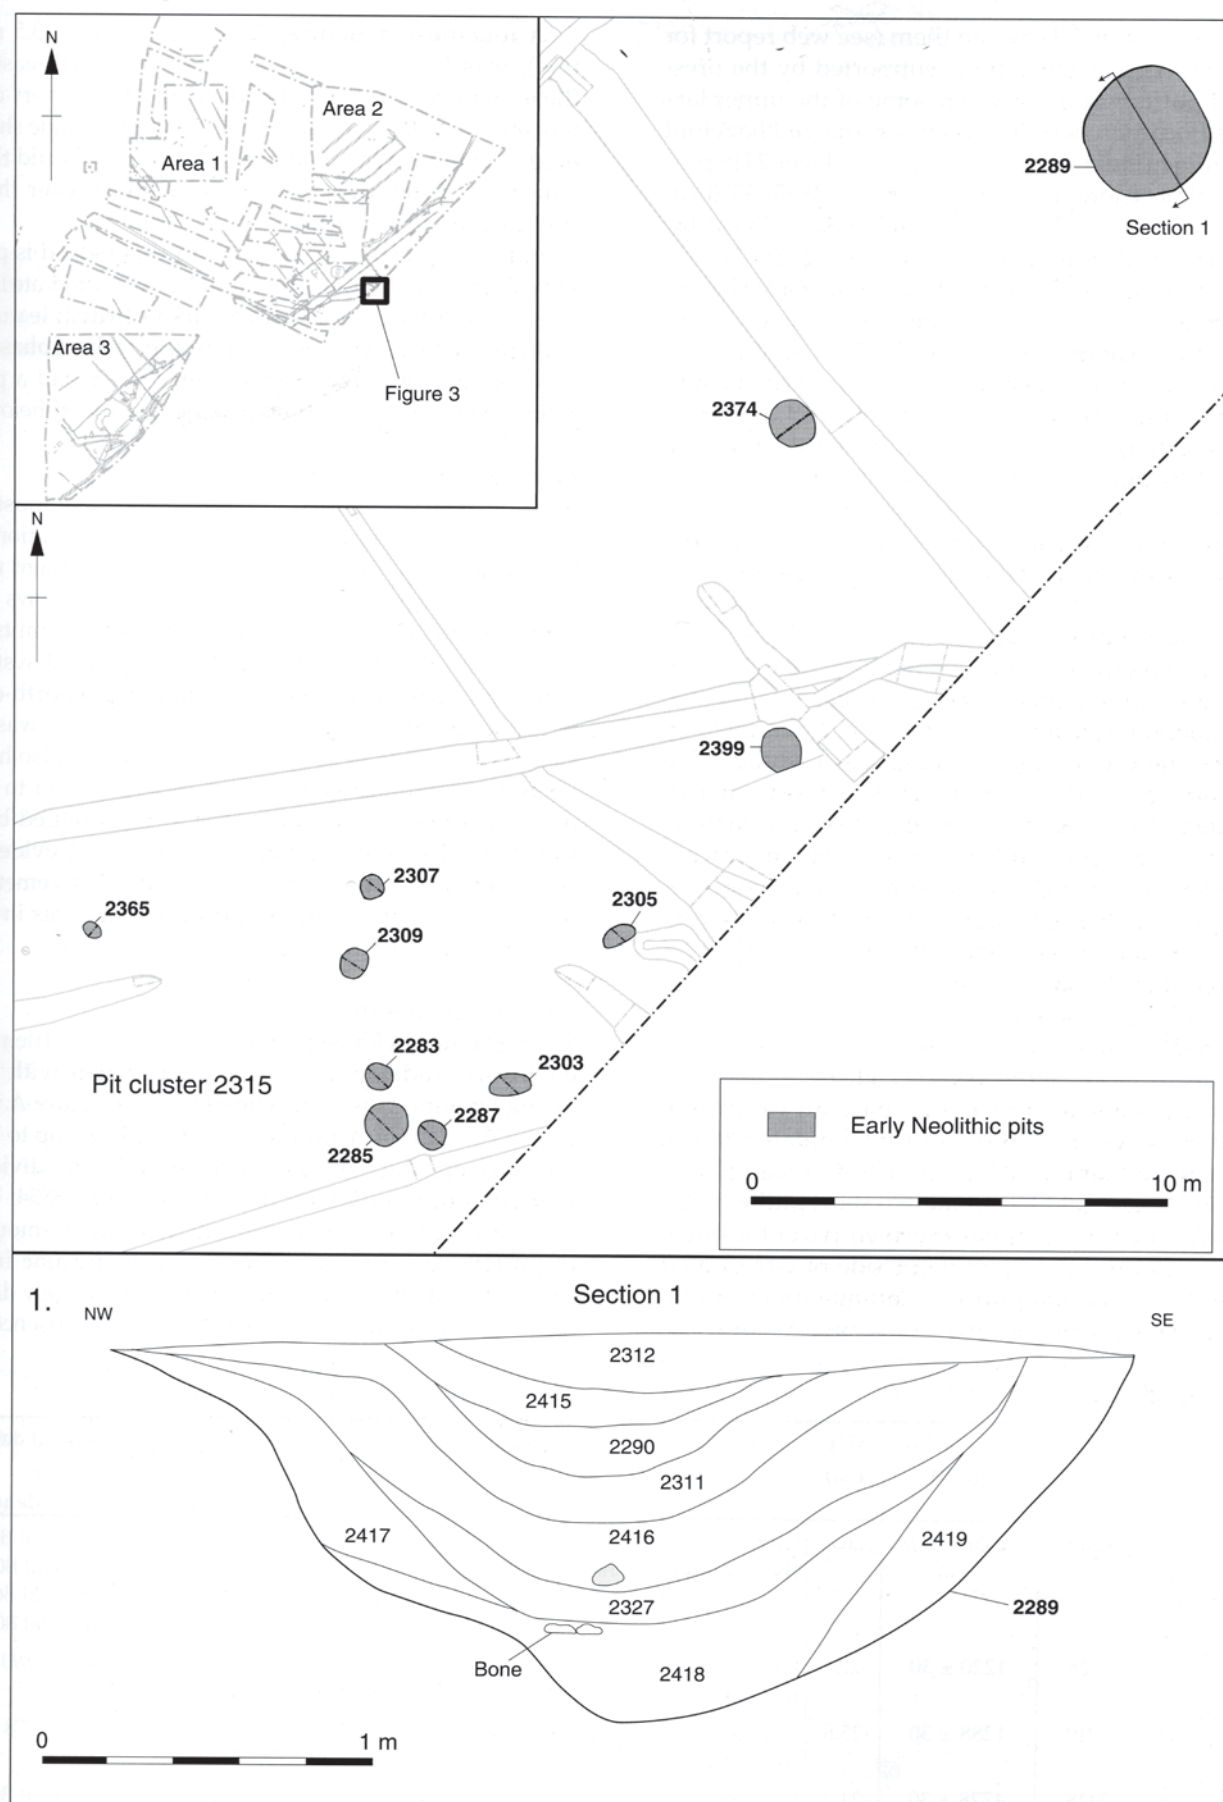 N
Area 2
Area 1
Area 3
Figure 3
2289
Section 1
2374
N
2399
2307
2365
2305
2309
2283
2303
Pit cluster 2315
2287
2285
Early Neolithic pits
0 10 m
1.
NW
Section 1
SE
2312
2415
2290
2311
2417
2416
2419
2327
2289
Bone
2418
0 1 m